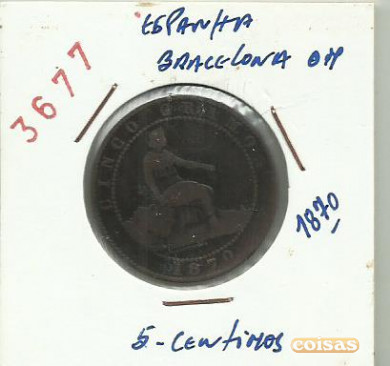 ESPANHA
BARCELONA OM
3677
CINCO GRAMOS
1870
1870
5-CENTIMOS
coisas